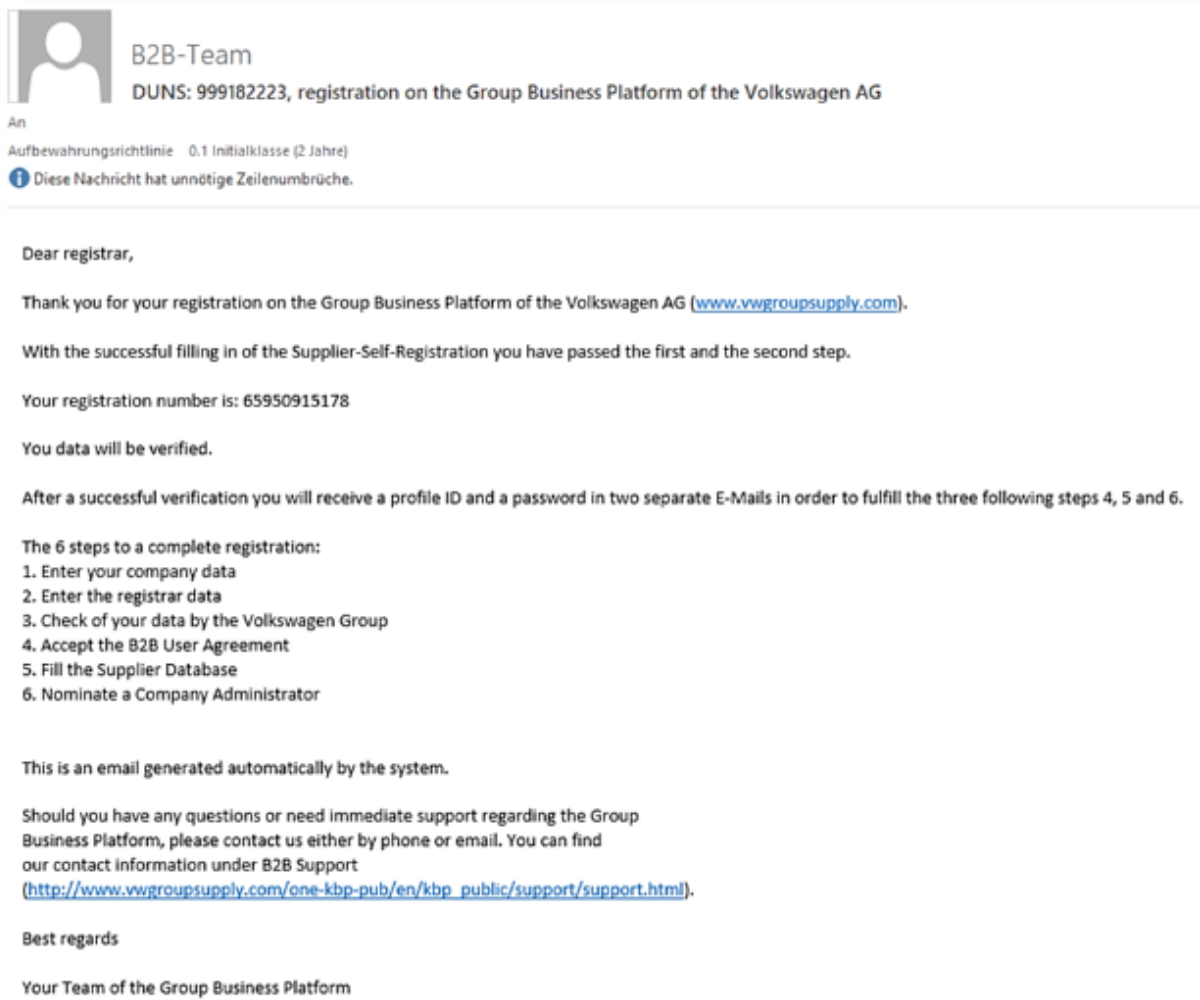 B2B-Team
DUNS: 999182223, registration on the Group Business Platform of the Volkswagen AG
An
Aufbewahrungsrichtlinie 0.1 Initialklasse (2 Jahre)
Diese Nachricht hat unnötige Zeilenumbrüche.
Dear registrar,
Thank you for your registration on the Group Business Platform of the Volkswagen AG (www.vwgroupsupply.com).
With the successful filling in of the Supplier-Self-Registration you have passed the first and the second step.
Your registration number is: 65950915178
You data will be verified.
After a successful verification you will receive a profile ID and a password in two separate E-Mails in order to fulfill the three following steps 4, 5 and 6.
The 6 steps to a complete registration:
1. Enter your company data
2. Enter the registrar data
3. Check of your data by the Volkswagen Group
4. Accept the B2B User Agreement
5. Fill the Supplier Database
6. Nominate a Company Administrator
This is an email generated automatically by the system.
Should you have any questions or need immediate support regarding the Group
Business Platform, please contact us either by phone or email. You can find
our contact information under B2B Support
(http://www.vwgroupsupply.com/one-kbp-pub/en/kbp_public/support/support.html).
Best regards
Your Team of the Group Business Platform